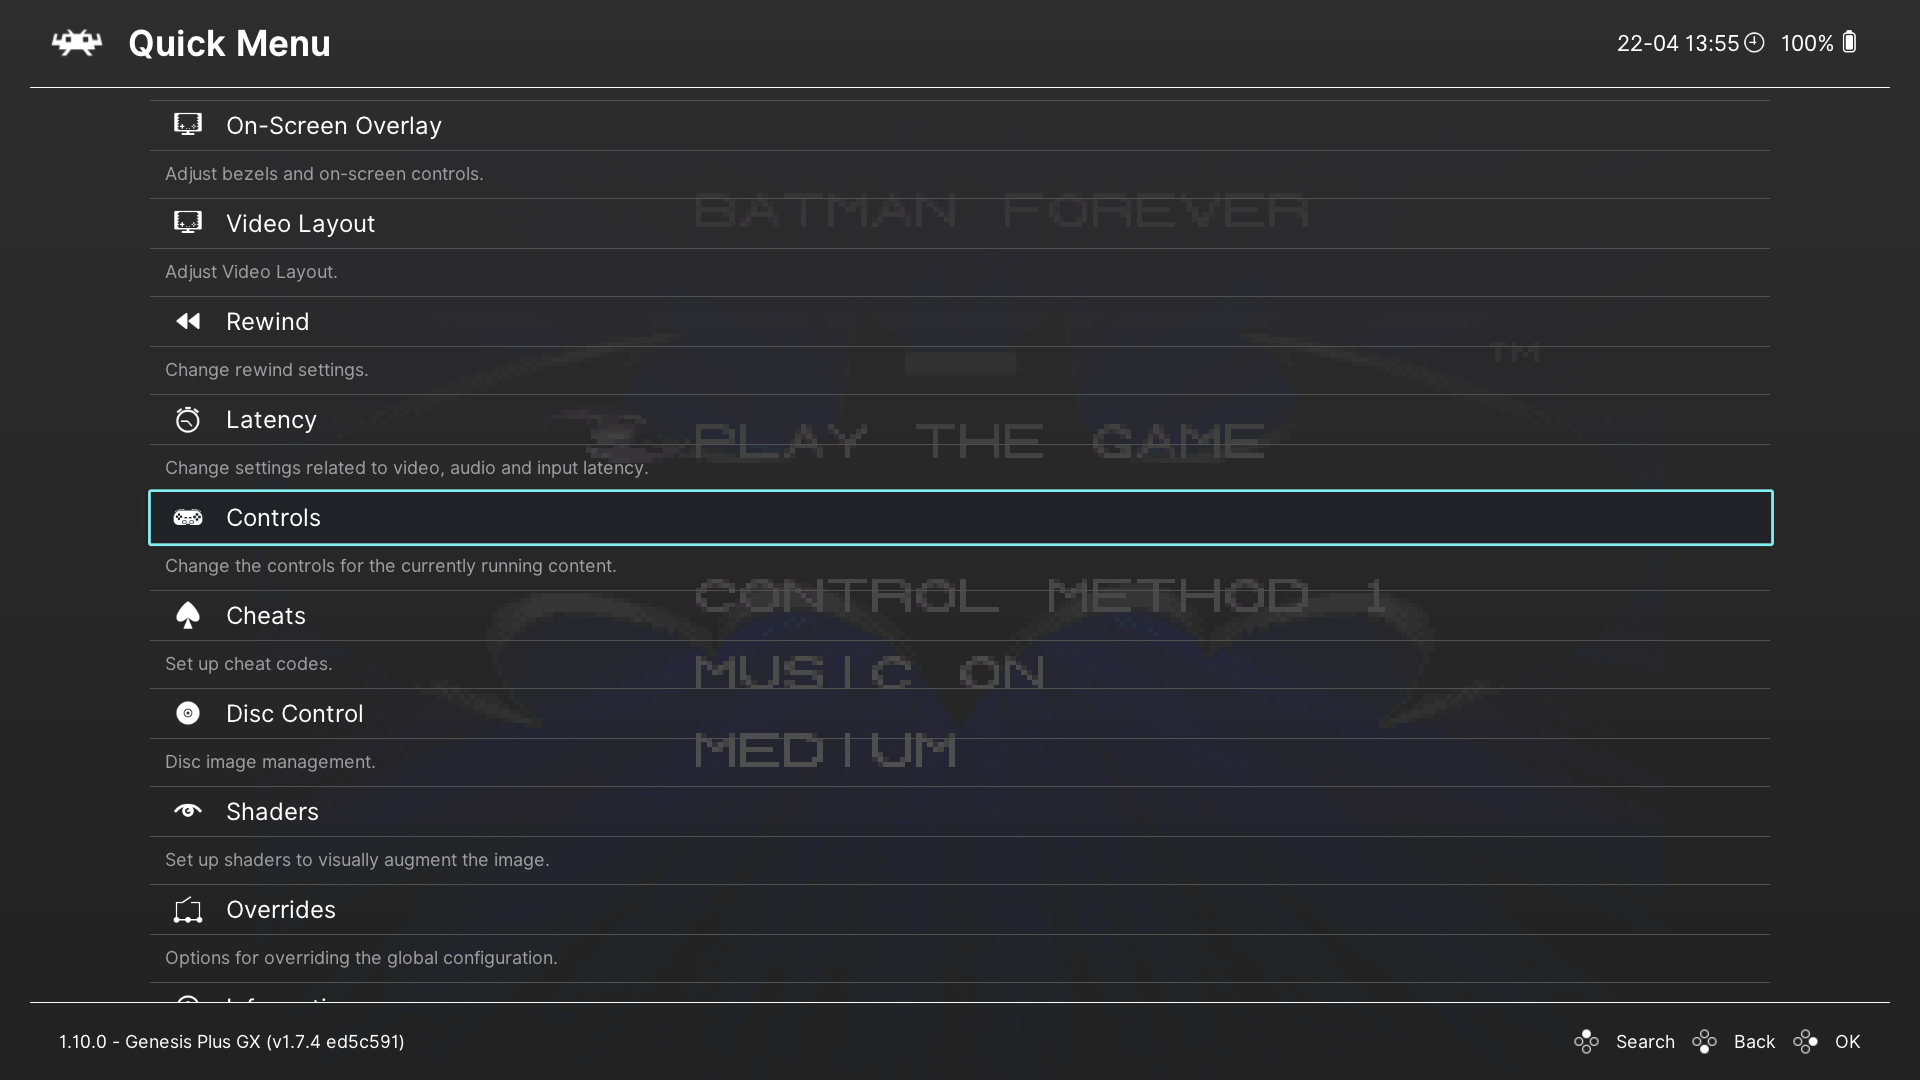 Quick Menu
22-04 13:55 100%
On-Screen Overlay
Adjust bezels and on-screen controls.
BATMAN FOREVER
Video Layout
Adjust Video Layout.
Rewind
TM
Change rewind settings.
Latency
PLAY THE GAME
Change settings related to video, audio and input latency.
Controls
Change the controls for the currently running content.
CONTROL METHOD 1
Cheats
Set up cheat codes.
MUSIC ON
Disc Control
MEDIUM
Disc image management.
Shaders
Set up shaders to visually augment the image.
Overrides
Options for overriding the global configuration.
1.10.0 - Genesis Plus GX (v1.7.4 ed5c591)
Search Back OK